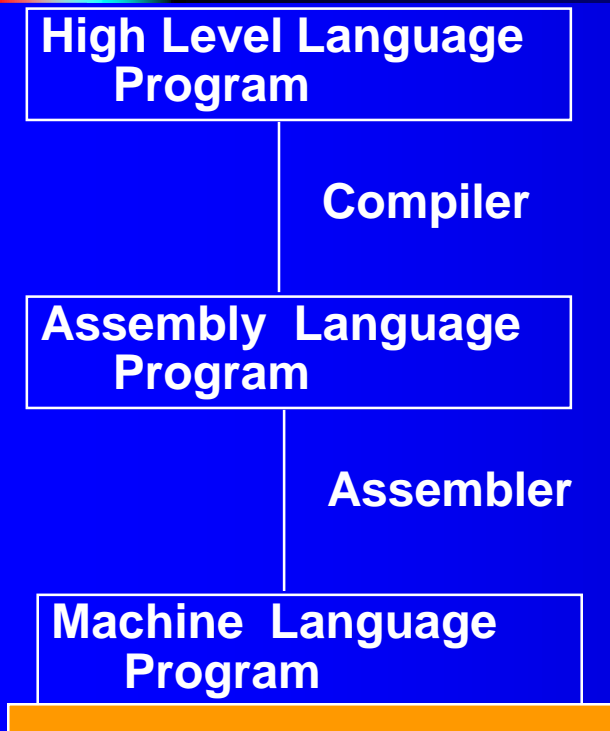 High Level Language
Program
Compiler
Assembly Language
Program
Assembler
Machine Language
Program